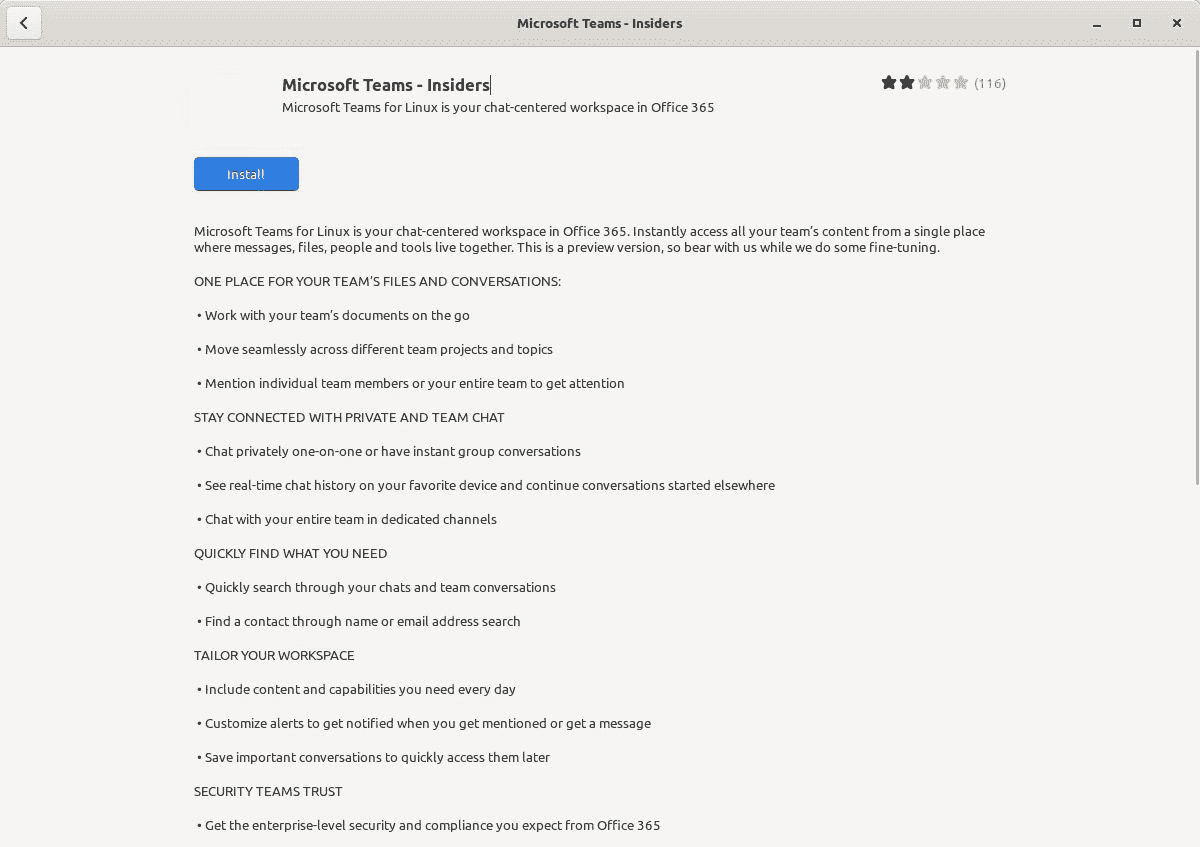 Microsoft Teams - Insiders
Microsoft Teams - Insiders
(116)
Microsoft Teams for Linux is your chat-centered workspace in Office 365
Install
Microsoft Teams for Linux is your chat-centered workspace in Office 365. Instantly access all your team’s content from a single place
where messages, files, people and tools live together. This is a preview version, so bear with us while we do some fine-tuning.
ONE PLACE FOR YOUR TEAM’S FILES AND CONVERSATIONS:
• Work with your team’s documents on the go
• Move seamlessly across different team projects and topics
• Mention individual team members or your entire team to get attention
STAY CONNECTED WITH PRIVATE AND TEAM CHAT
• Chat privately one-on-one or have instant group conversations
• See real-time chat history on your favorite device and continue conversations started elsewhere
• Chat with your entire team in dedicated channels
QUICKLY FIND WHAT YOU NEED
• Quickly search through your chats and team conversations
• Find a contact through name or email address search
TAILOR YOUR WORKSPACE
• Include content and capabilities you need every day
• Customize alerts to get notified when you get mentioned or get a message
• Save important conversations to quickly access them later
SECURITY TEAMS TRUST
• Get the enterprise-level security and compliance you expect from Office 365